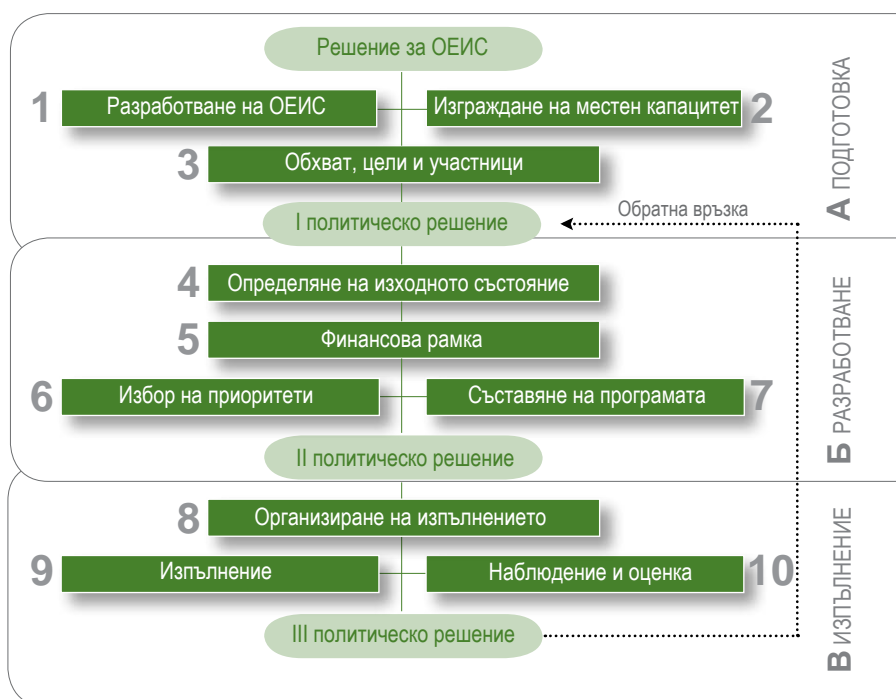 Решение за ОЕИС
1 Разработване на ОЕИС
Изграждане на местен капацитет 2
3 Обхват, цели и участници
I политическо решение
Обратна връзка
А ПОДГОТОВКА
4 Определяне на изходното състояние
5 Финансова рамка
6 Избор на приоритети
Съставяне на програмата 7
II политическо решение
Б РАЗРАБОТВАНЕ
8 Организиране на изпълнението
9 Изпълнение
Наблюдение и оценка 10
III политическо решение
В ИЗПЪЛНЕНИЕ